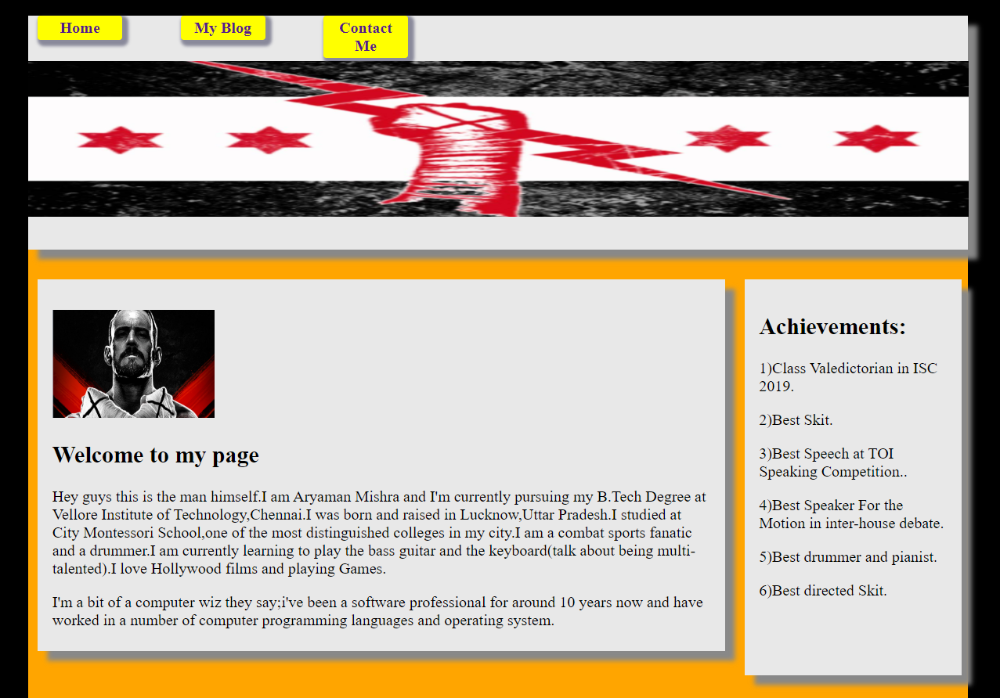 Home
My Blog
Contact
Me
Welcome to my page
Hey guys this is the man himself.I am Aryaman Mishra and I'm currently pursuing my B.Tech Degree at
Vellore Institute of Technology,Chennai.I was born and raised in Lucknow,Uttar Pradesh.I studied at
City Montessori School,one of the most distinguished colleges in my city.I am a combat sports fanatic
and a drummer.I am currently learning to play the bass guitar and the keyboard(talk about being multi-
talented).I love Hollywood films and playing Games.
I'm a bit of a computer wiz they say;i've been a software professional for around 10 years now and have
worked in a number of computer programming languages and operating system.
Achievements:
1)Class Valedictorian in ISC
2019.
2)Best Skit.
3)Best Speech at TOI
Speaking Competition..
4)Best Speaker For the
Motion in inter-house debate.
5)Best drummer and pianist.
6)Best directed Skit.